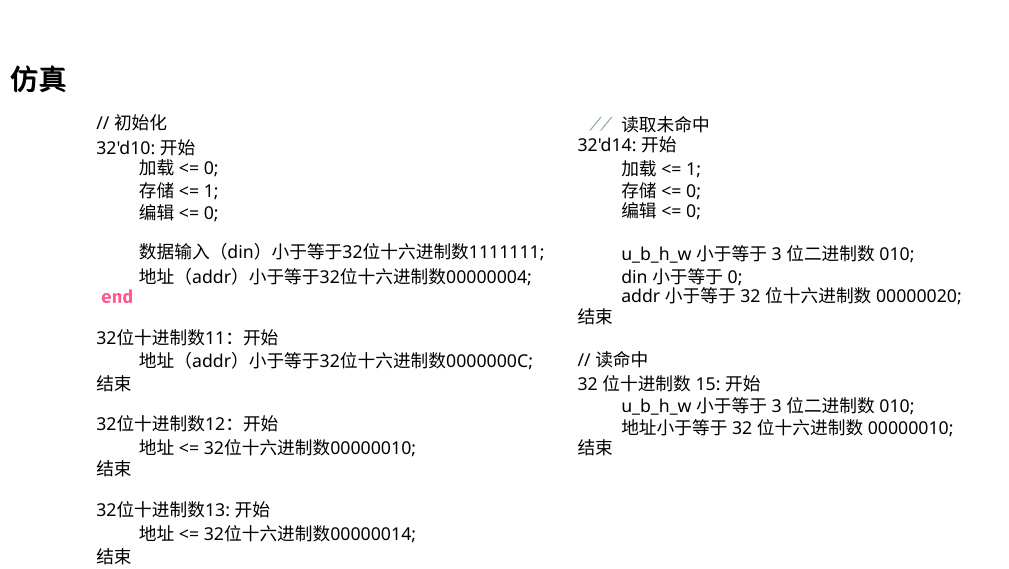 仿真
// 初始化
32'd10: 开始
加载 <= 0;
存储 <= 1;
编辑 <= 0;
数据输入（din）小于等于32位十六进制数1111111;
地址（addr）小于等于32位十六进制数00000004;
end
32位十进制数11：开始
地址（addr）小于等于32位十六进制数0000000C;
结束
32位十进制数12：开始
地址 <= 32位十六进制数00000010;
结束
32位十进制数13: 开始
地址 <= 32位十六进制数00000014;
结束
// 读取未命中
32'd14: 开始
加载 <= 1;
存储 <= 0;
编辑 <= 0;
u_b_h_w 小于等于 3 位二进制数 010;
din 小于等于 0;
addr 小于等于 32 位十六进制数 00000020;
结束
// 读命中
32 位十进制数 15: 开始
u_b_h_w 小于等于 3 位二进制数 010;
地址小于等于 32 位十六进制数 00000010;
结束